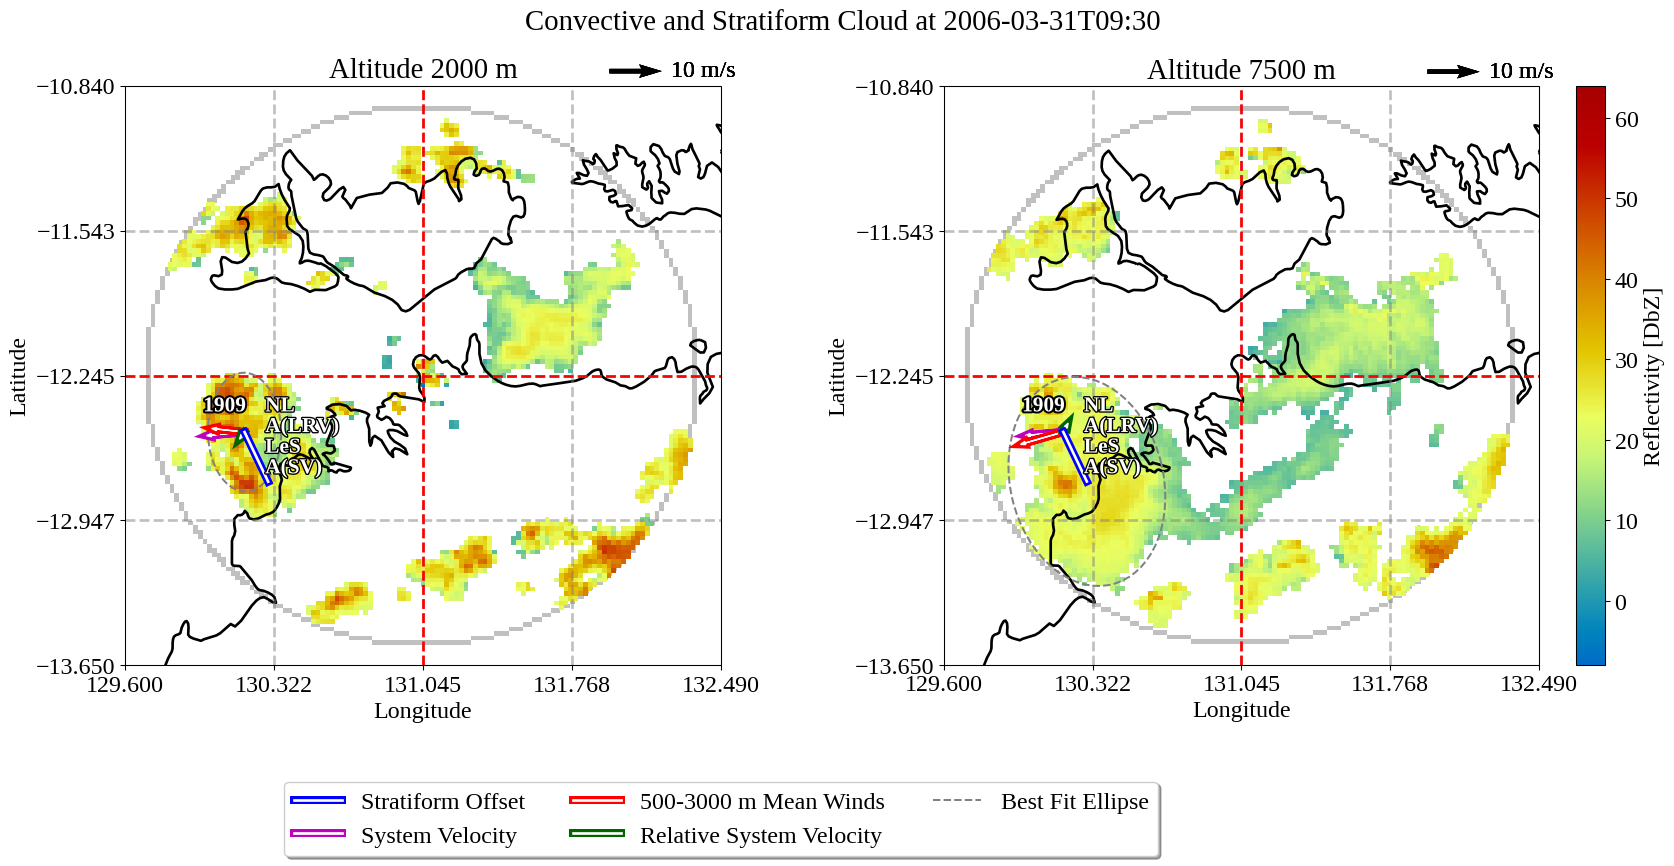 Convective and Stratiform Cloud at 2006-03-31T09:30
Altitude 2000 m
10 m/s
Altitude 7500 m
10 m/s
−10.840
−11.543
−12.245
−12.947
−13.650
Latitude
129.600
130.322
131.045
131.768
132.490
Longitude
1909
NL
A(LRV)
LeS
A(SV)
−10.840
−11.543
−12.245
−12.947
−13.650
Latitude
129.600
130.322
131.045
131.768
132.490
Longitude
1909
NL
A(LRV)
LeS
A(SV)
60
50
40
30
20
10
0
Reflectivity [DbZ]
Stratiform Offset
System Velocity
500-3000 m Mean Winds
Relative System Velocity
Best Fit Ellipse